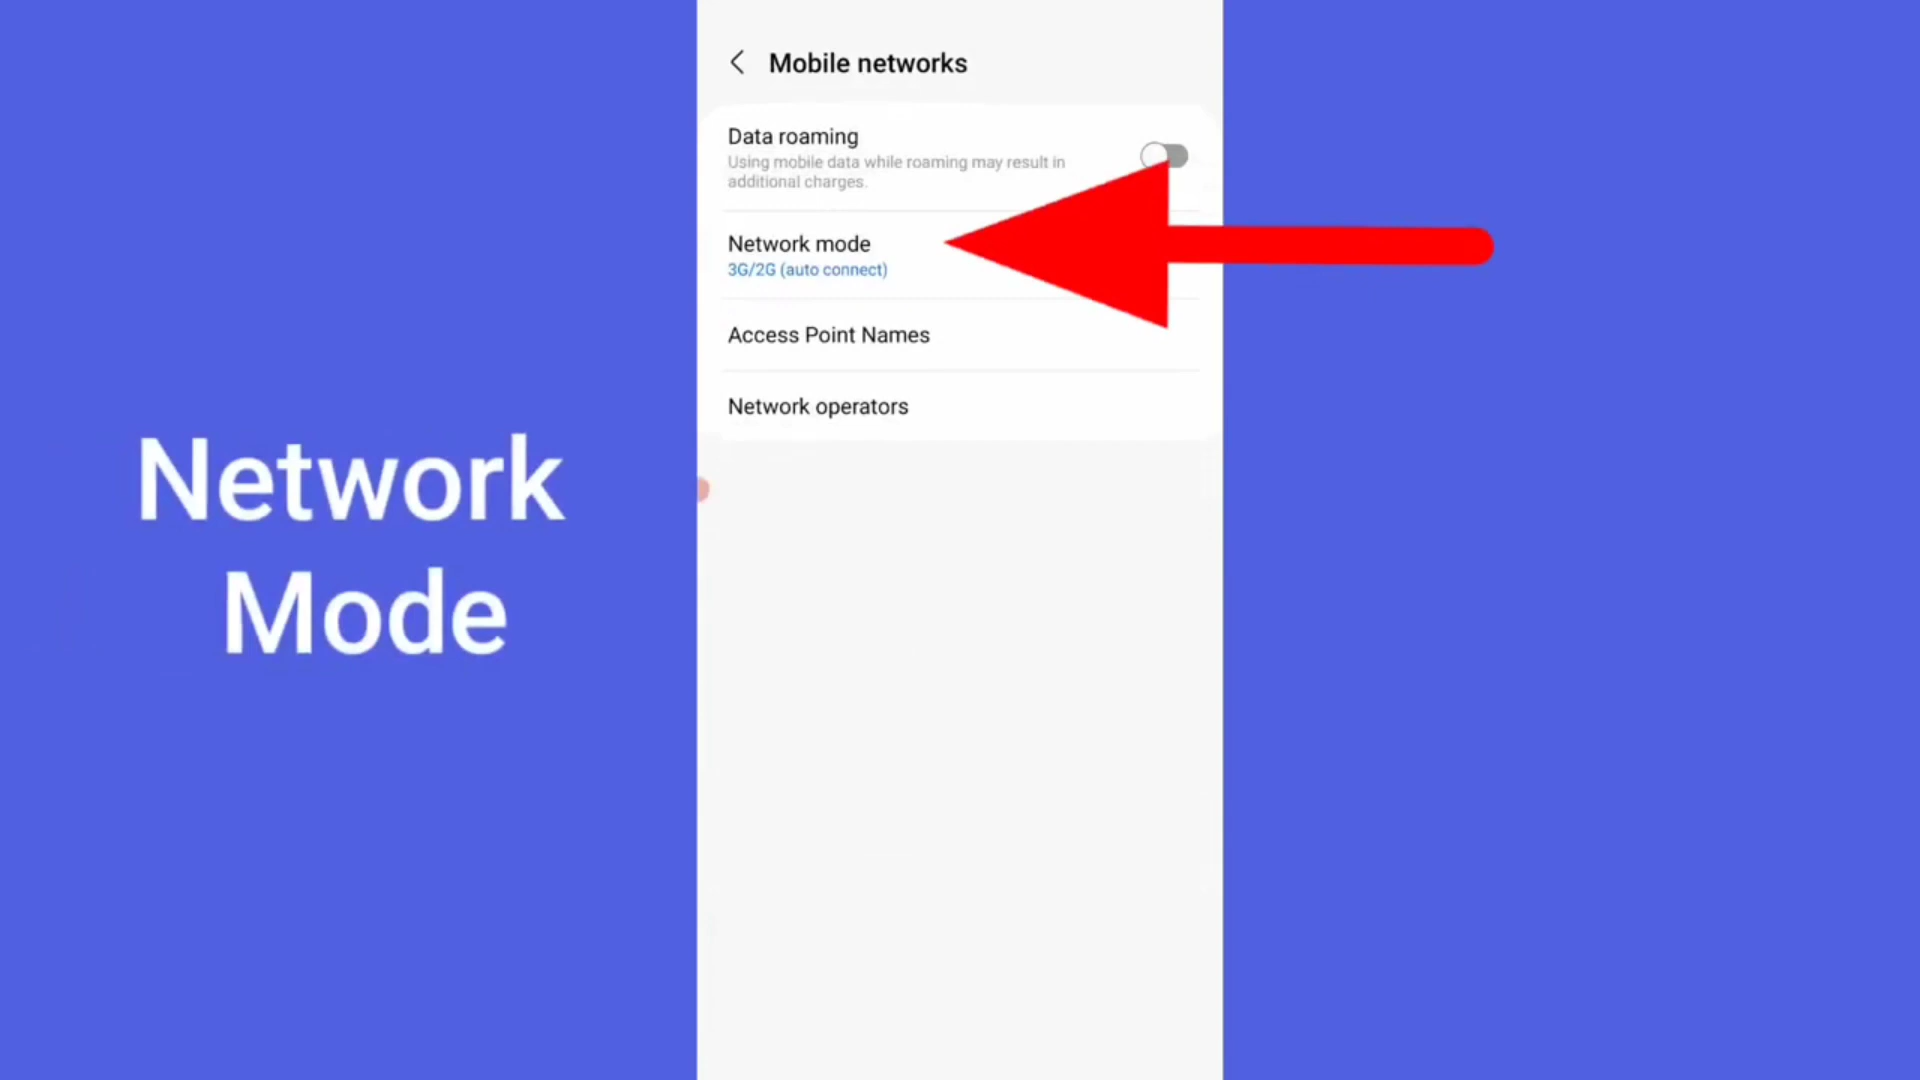 Mobile networks
Data roaming
Using mobile data while roaming may result in
additional charges.
Network mode
3G/2G (auto connect)
Access Point Names
Network operators
Network
Mode